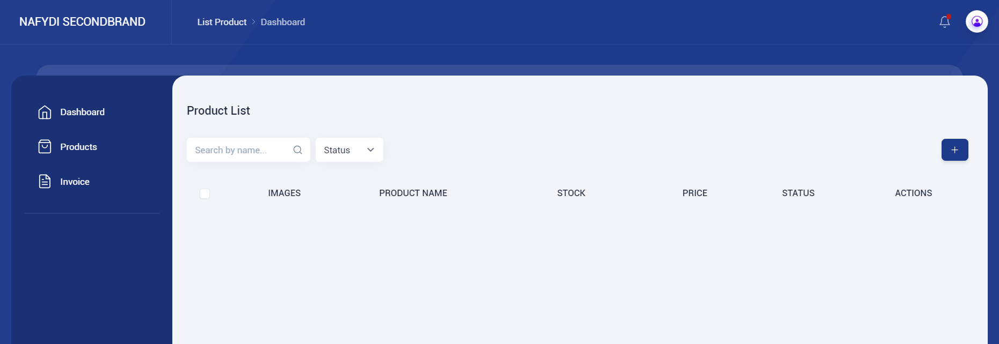 NAFYDI SECONDBRAND
List Product > Dashboard
Dashboard
Products
Invoice
Product List
Search by name...
Status
IMAGES PRODUCT NAME STOCK PRICE STATUS ACTIONS